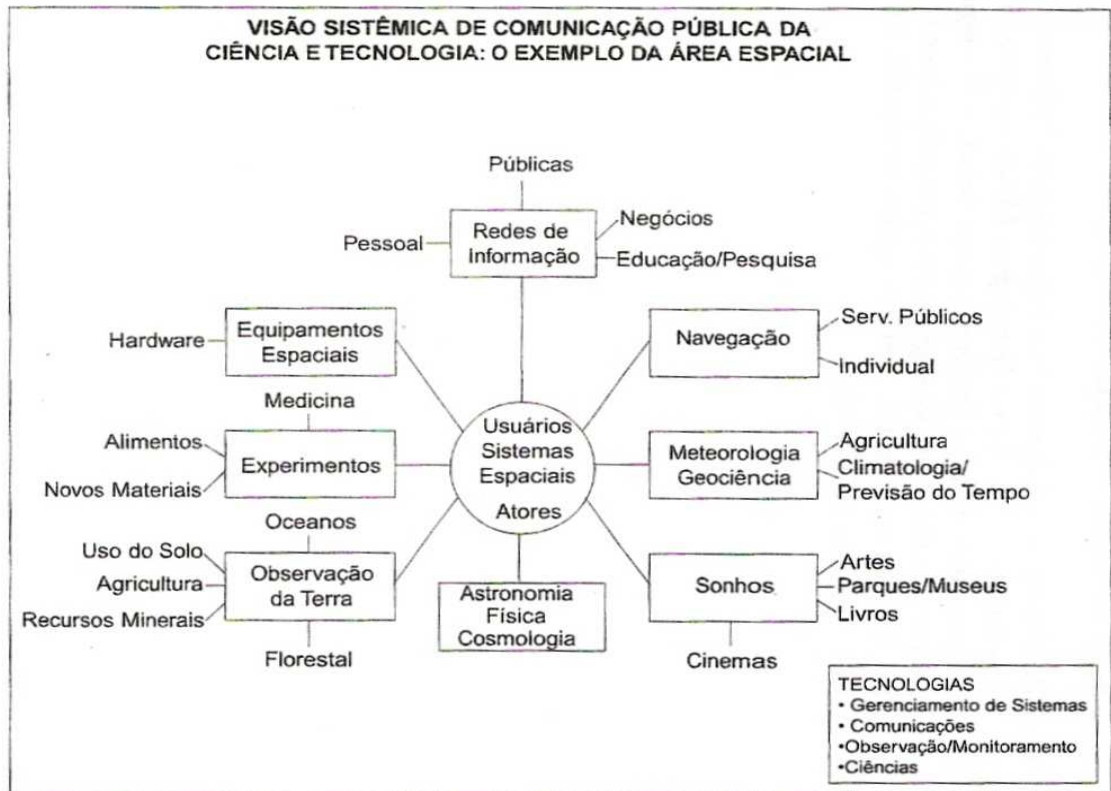 VISÃO SISTÊMICA DE COMUNICAÇÃO PÚBLICA DA
CIÊNCIA E TECNOLOGIA: O EXEMPLO DA ÁREA ESPACIAL
Públicas
Pessoal
Redes de
Informação
Negócios
Educação/Pesquisa
Hardware
Equipamentos
Espaciais
Navegação
Serv. Públicos
Individual
Medicina
Alimentos
Novos Materiais
Experimentos
Usuários
Sistemas
Espaciais
Atores
Meteorologia
Geociência
Agricultura
Climatologia/
Previsão do Tempo
Oceanos
Uso do Solo
Agricultura
Recursos Minerais
Observação
da Terra
Florestal
Astronomia
Física
Cosmologia
Sonhos
Artes
Parques/Museus
Livros
Cinemas
TECNOLOGIAS
• Gerenciamento de Sistemas
• Comunicações
•Observação/Monitoramento
•Ciências